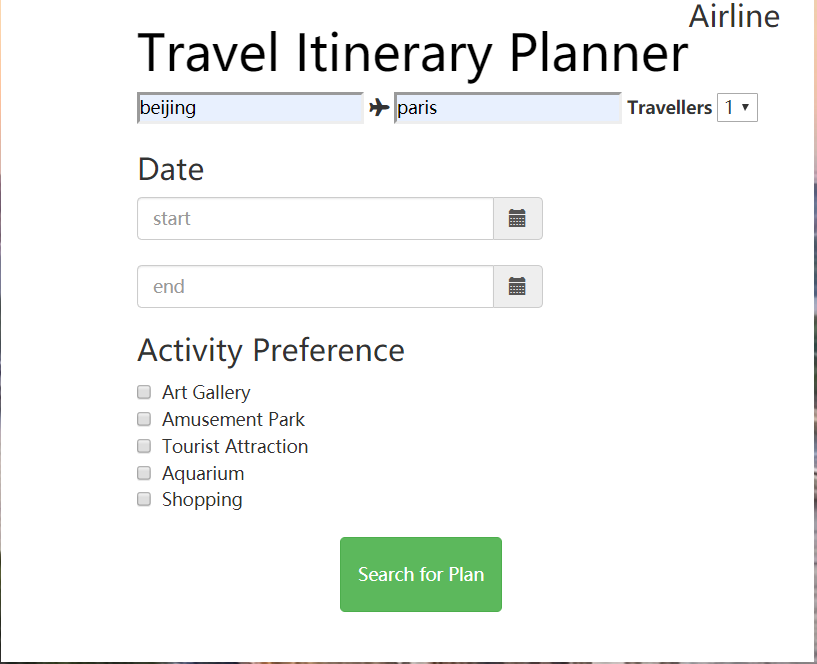 Airline
Travel Itinerary Planner
beijing paris Travellers 1
Date
start
end
Activity Preference
Art Gallery
Amusement Park
Tourist Attraction
Aquarium
Shopping
Search for Plan